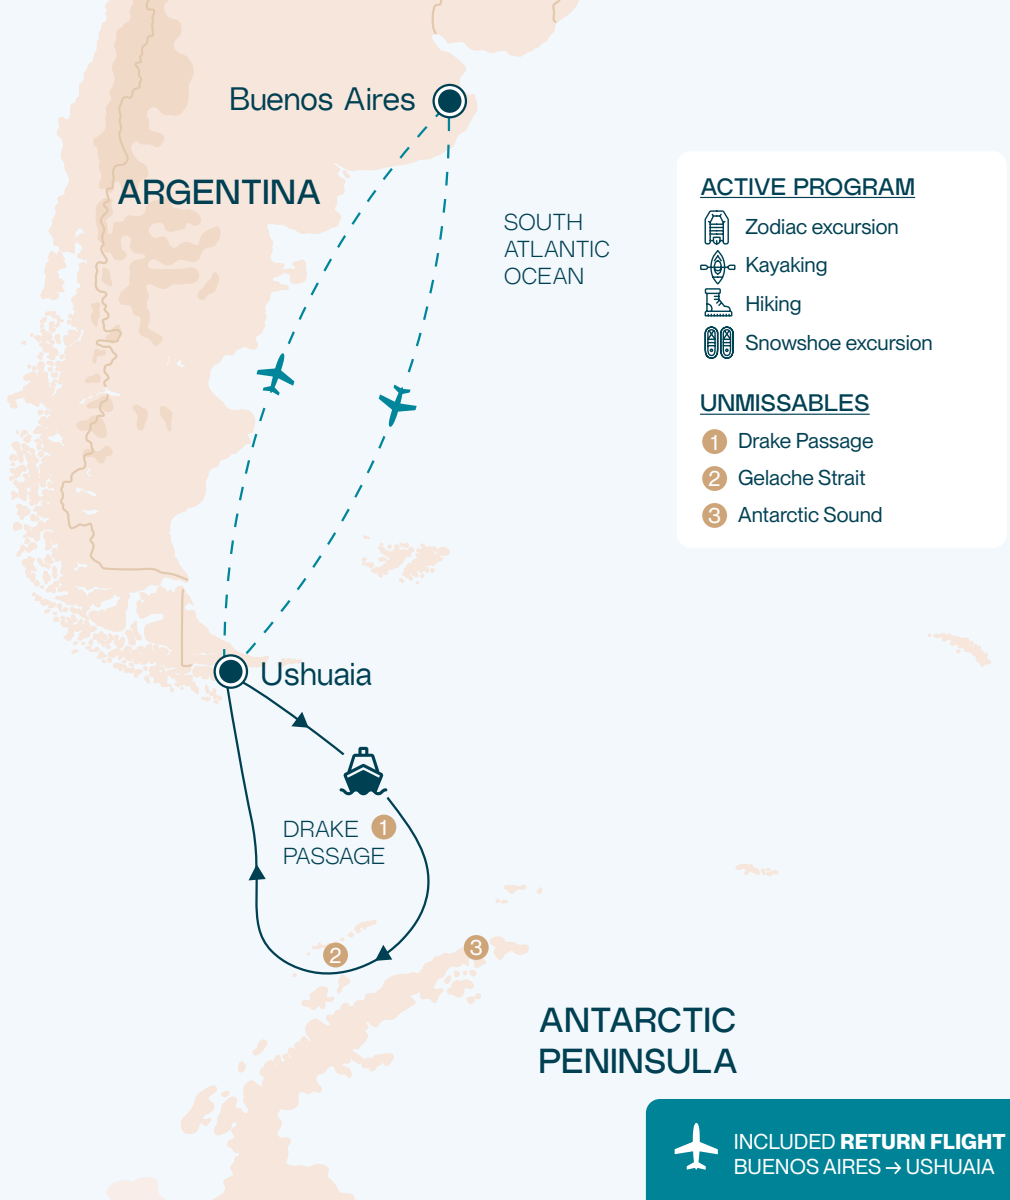 Buenos Aires
ARGENTINA
SOUTH
ATLANTIC
OCEAN
ACTIVE PROGRAM
Zodiac excursion
Kayaking
Hiking
Snowshoe excursion
UNMISSABLES
1 Drake Passage
2 Gelache Strait
3 Antarctic Sound
Ushuaia
DRAKE 1
PASSAGE
2
3
ANTARCTIC
PENINSULA
INCLUDED RETURN FLIGHT
BUENOS AIRES → USHUAIA